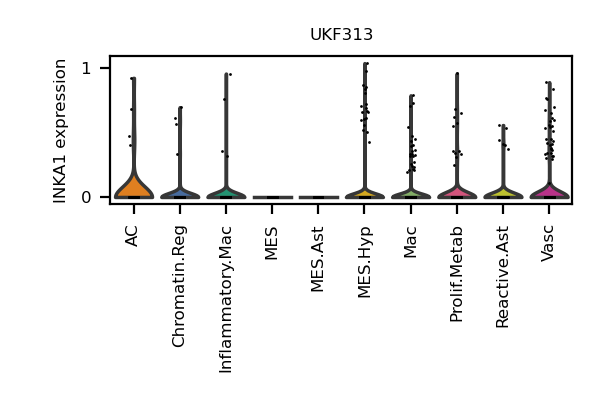 UKF313
INKA1 expression
1
0
AC
Chromatin.Reg
Inflammatory.Mac
MES
MES.Ast
MES.Hyp
Mac
Prolif.Metab
Reactive.Ast
Vasc